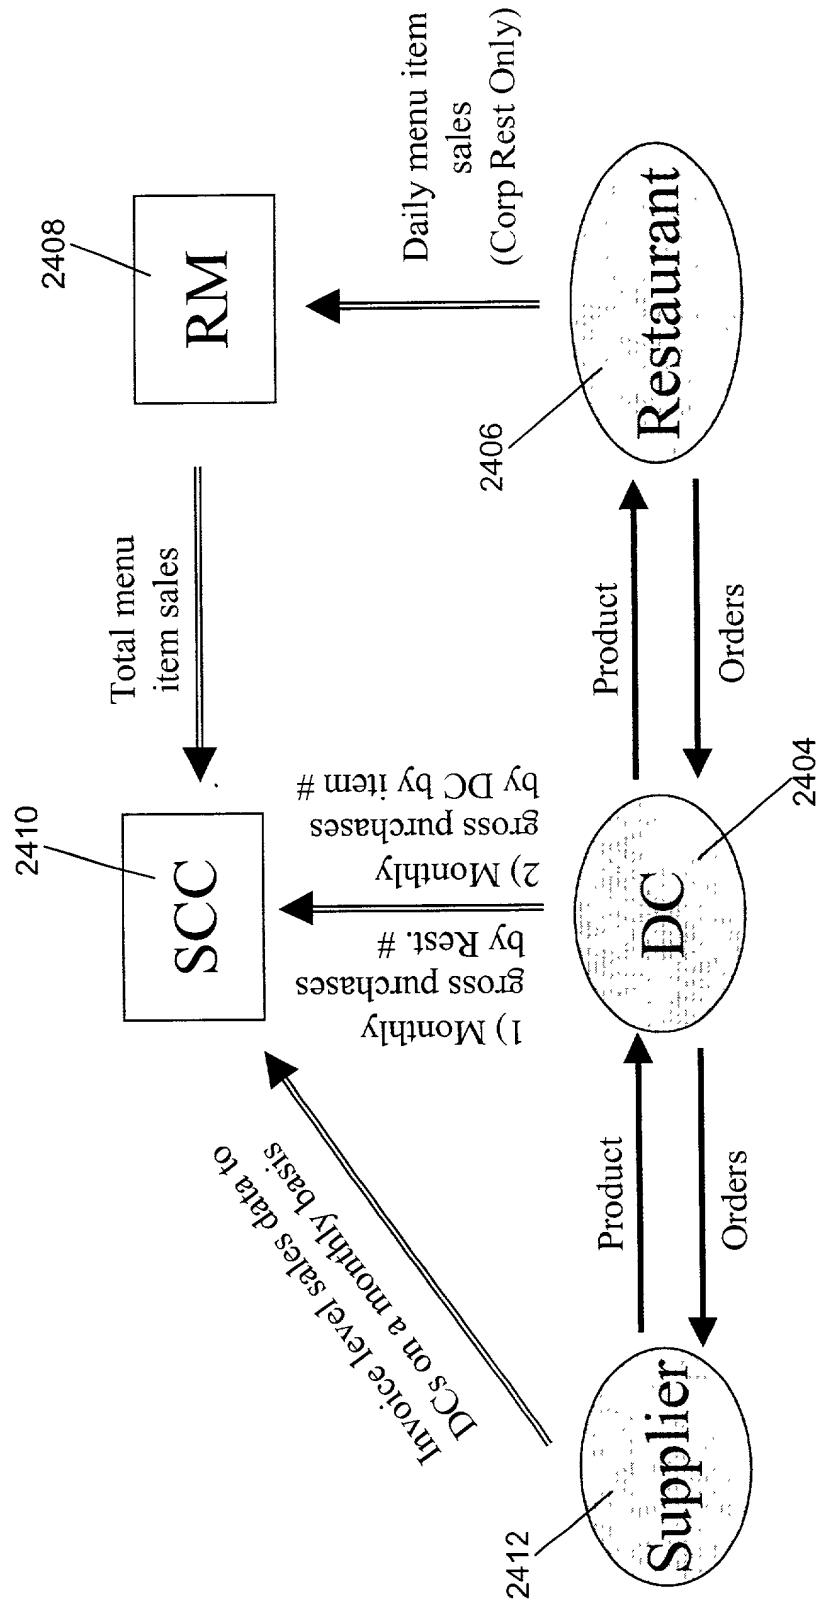 2410
SCC
Total menu
item sales
2408
RM
Invoice level sales data to
DCs on a monthly basis
1) Monthly
gross purchases
by Rest. #
2) Monthly
gross purchases
by DC by item #
Daily menu item
sales
(Corp Rest Only)
2412
Supplier
Product
Orders
DC
2404
Product
Orders
2406
Restaurant